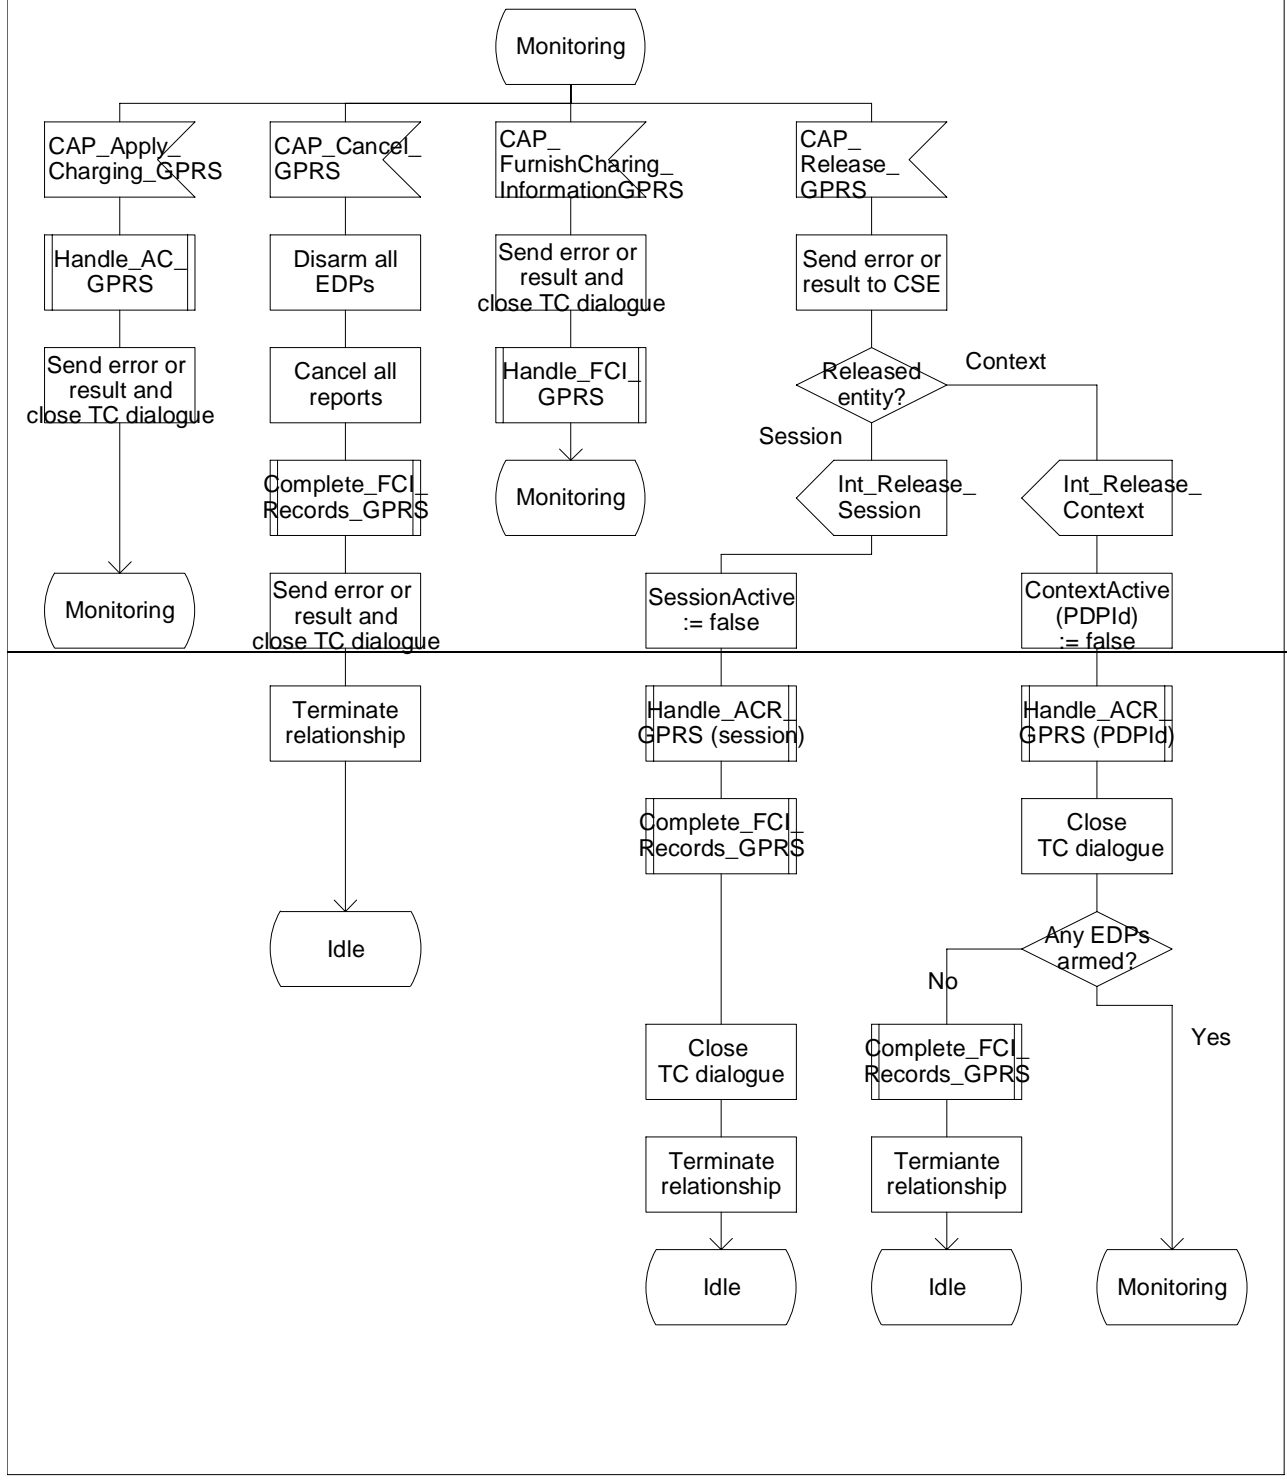 Monitoring
CAP_Apply_
Charging_GPRS
CAP_Cancel_
GPRS
CAP_
FurnishCharing_
InformationGPRS
CAP_
Release_
GPRS
Handle_AC_
GPRS
Disarm all
EDPs
Send error or
result and
close TC dialogue
Send error or
result to CSE
Send error or
result and
close TC dialogue
Cancel all
reports
Handle_FCI_
GPRS
Released
entity?
Context
Session
Complete_FCI_
Records_GPRS
Monitoring
Int_Release_
Session
Int_Release_
Context
Monitoring
Send error or
result and
close TC dialogue
SessionActive
:= false
ContextActive
(PDPId)
:= false
Terminate
relationship
Handle_ACR_
GPRS (session)
Handle_ACR_
GPRS (PDPId)
Complete_FCI_
Records_GPRS
Close
TC dialogue
Idle
Any EDPs
armed?
No
Yes
Close
TC dialogue
Complete_FCI_
Records_GPRS
Terminate
relationship
Termiante
relationship
Idle
Idle
Monitoring